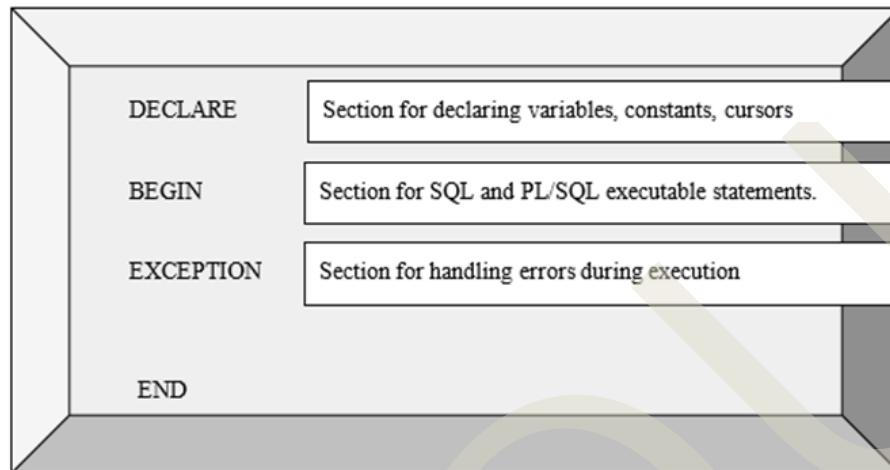 DECLARE Section for declaring variables, constants, cursors
BEGIN Section for SQL and PL/SQL executable statements.
EXCEPTION Section for handling errors during execution
END